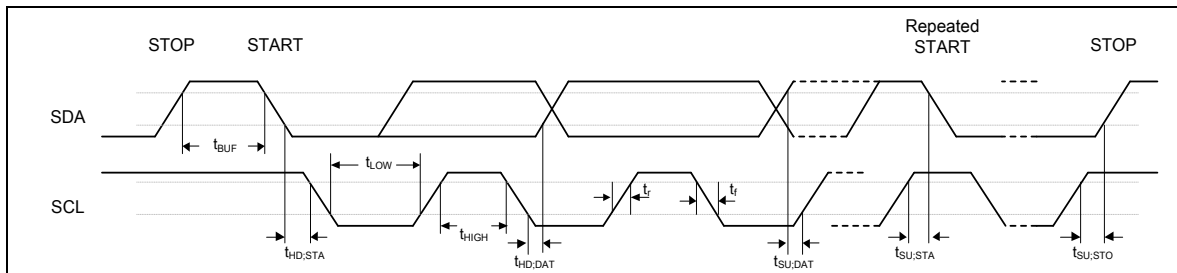 Repeated
STOP START START STOP
SDA
tBUF
tLOW
tr tf
SCL
tHIGH
tHD;STA tHD;DAT tSU;DAT tSU;STA tSU;STO